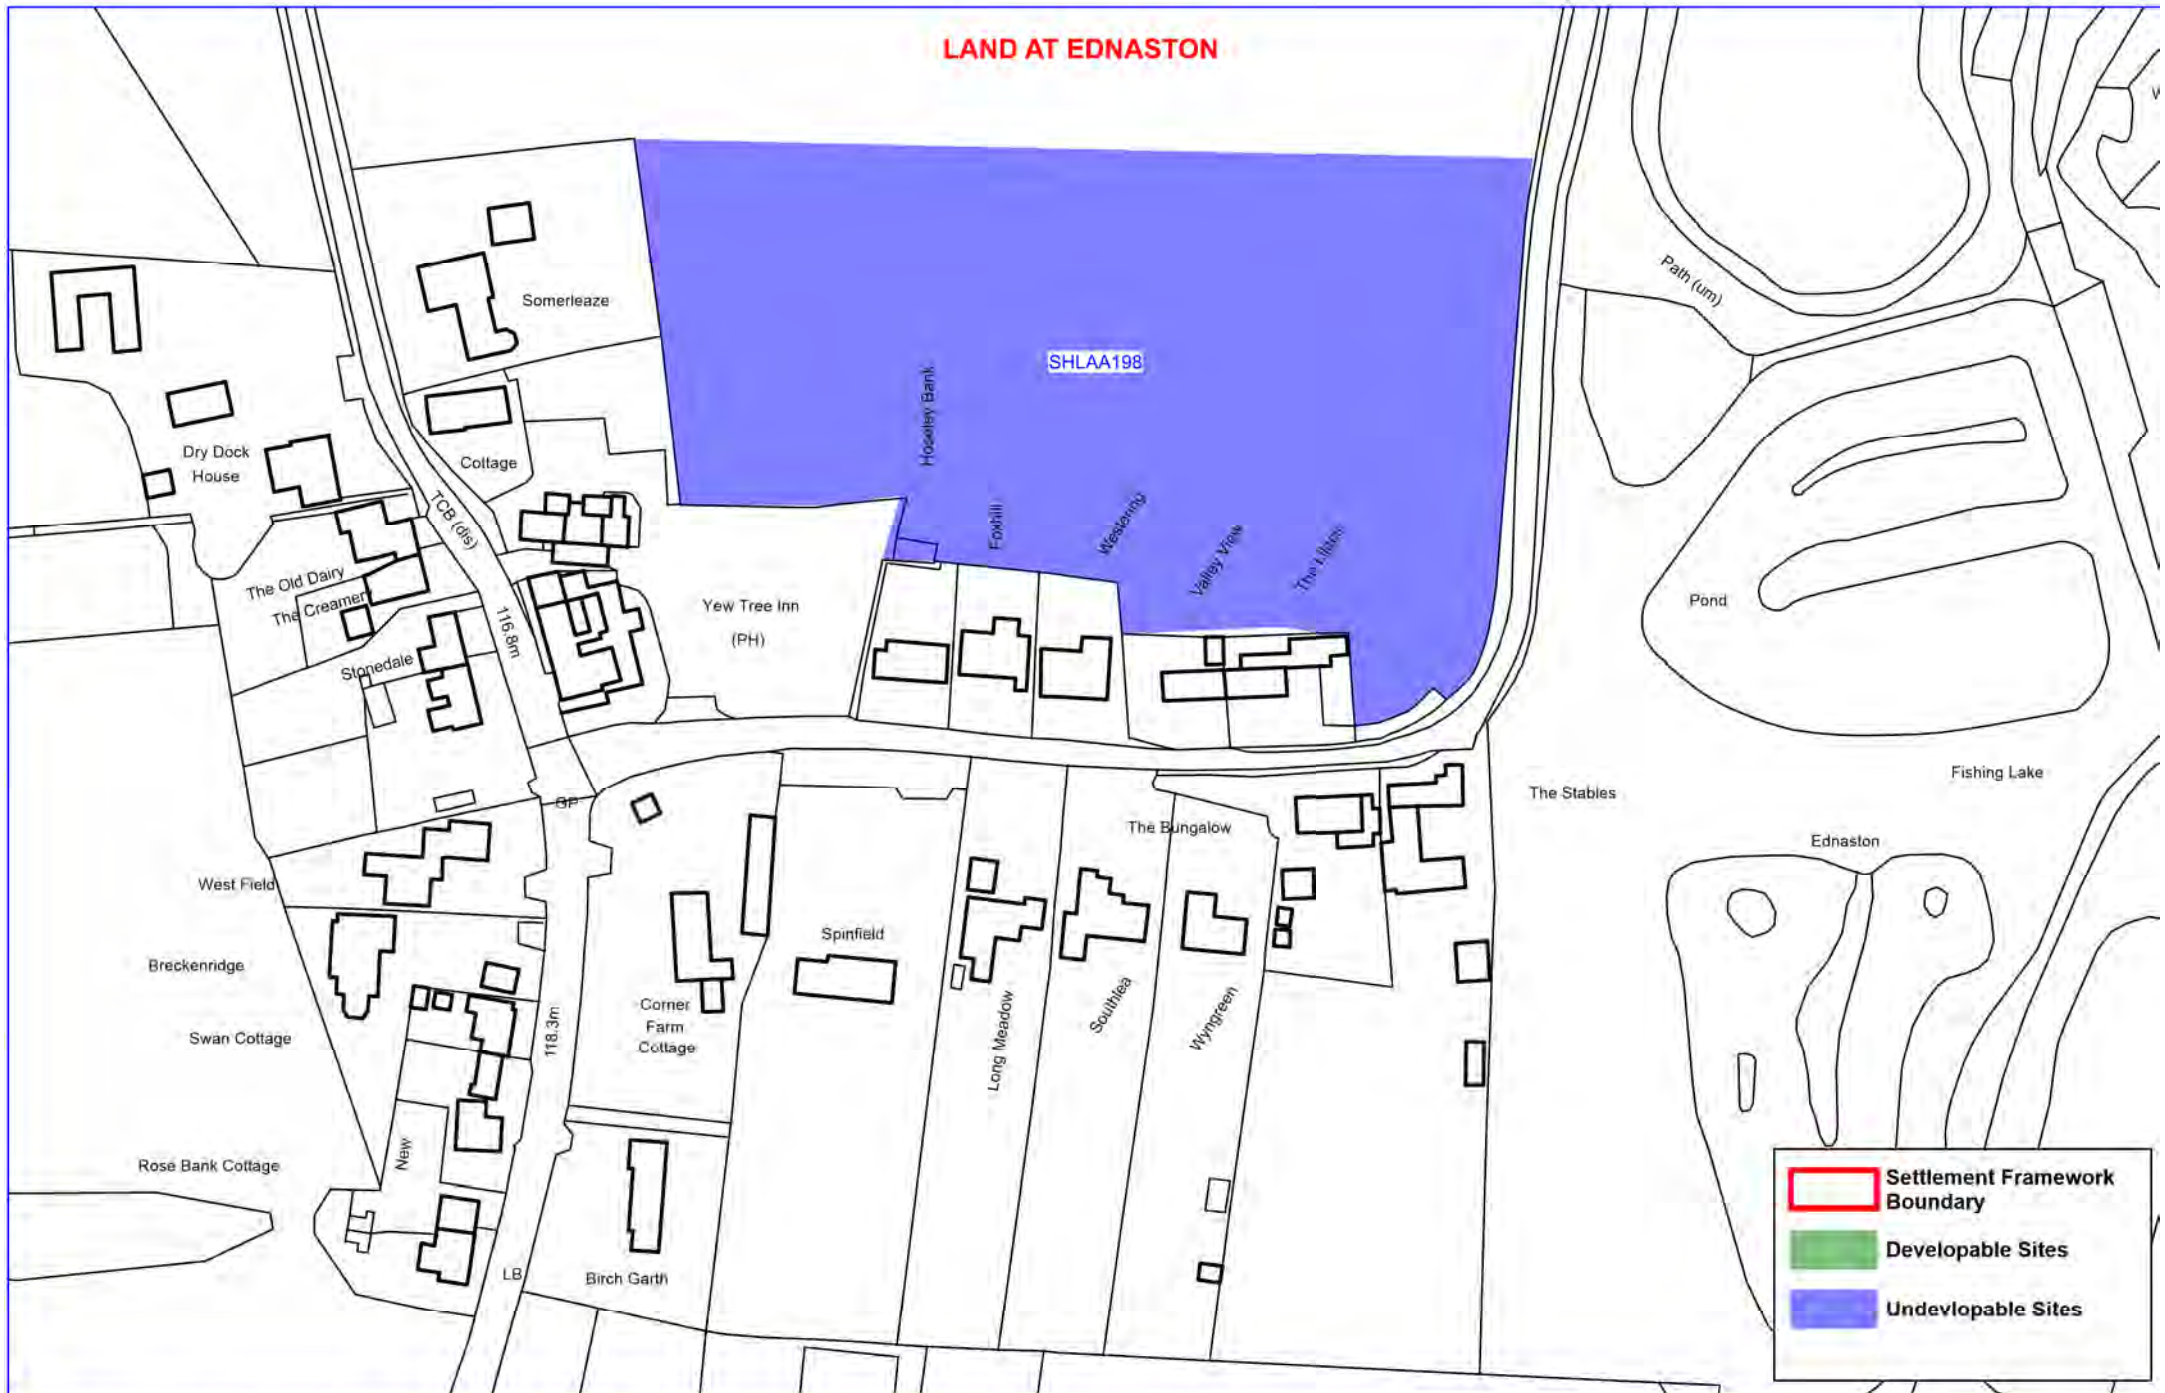 LAND AT EDNASTON
W
Path (um)
Somerleaze
SHLAA198
Hoseley Bank
Dry Dock
House
Cottage
TCB (dis)
Foxhill
Westering
Valley View
The Lilacs
The Old Dairy
The Creamery
116.8m
Yew Tree Inn
(PH)
Pond
Stonedale
Fishing Lake
The Stables
GP
The Bungalow
Ednaston
West Field
Spinfield
Breckenridge
Corner
Farm
Cottage
Long Meadow
Southlea
Wyngreen
Swan Cottage
118.3m
New
Rose Bank Cottage
LB
Birch Garth
Settlement Framework
Boundary
Developable Sites
Undevlopable Sites